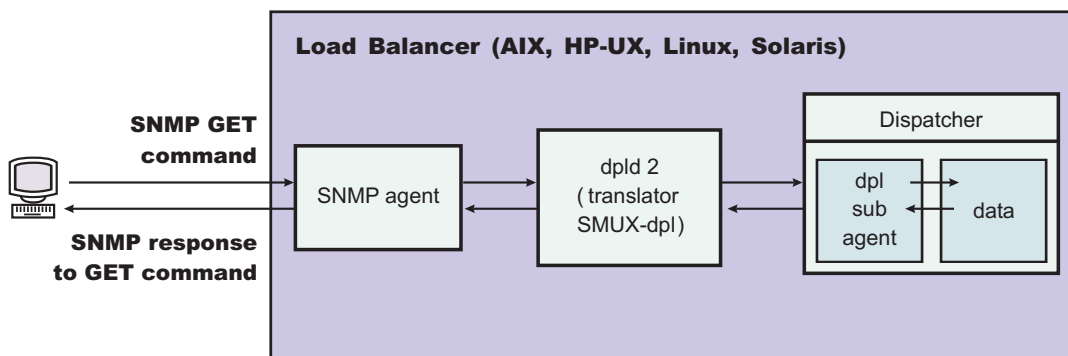 Load Balancer (AIX, HP-UX, Linux, Solaris)
SNMP GET
command
SNMP response
to GET command
SNMP agent
dpld 2
( translator
SMUX-dpl)
Dispatcher
dpl
sub
agent
data